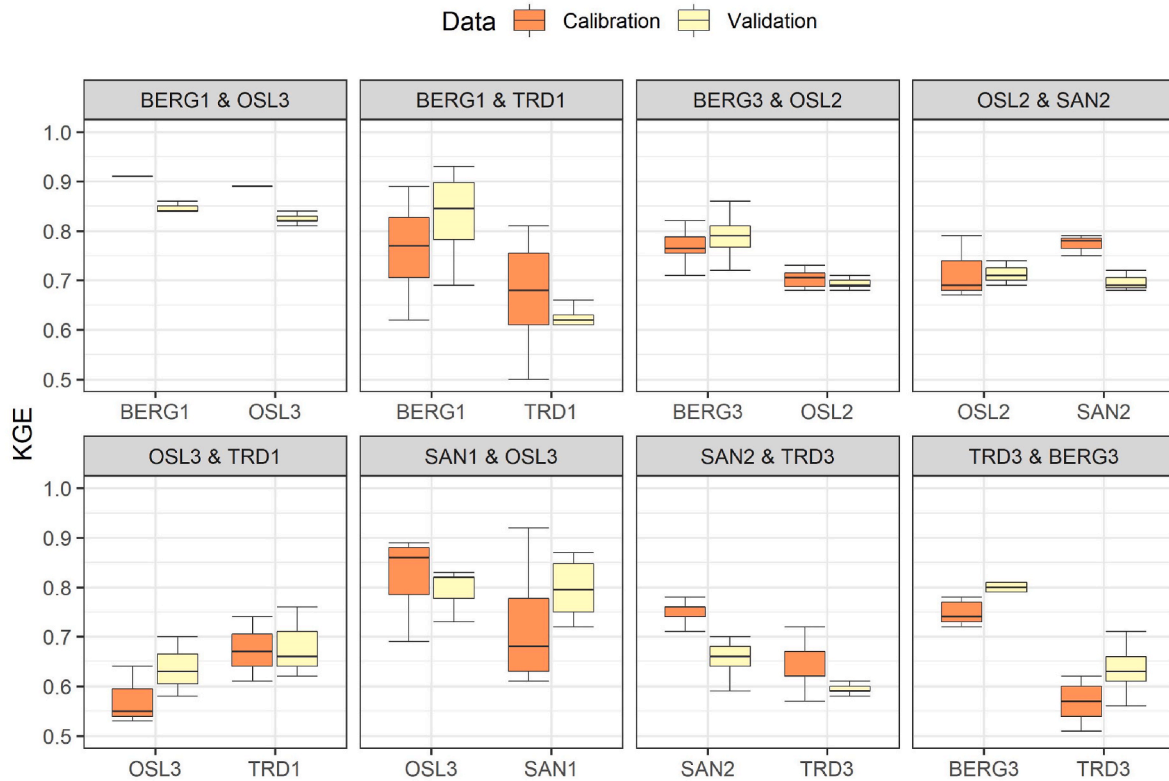 Data Calibration Validation
BERG1 & OSL3 BERG1 & TRD1 BERG3 & OSL2 OSL2 & SAN2
1.0
0.9
0.8
0.7
0.6
0.5
BERG1 OSL3 BERG1 TRD1 BERG3 OSL2 OSL2 SAN2
KGE
OSL3 & TRD1 SAN1 & OSL3 SAN2 & TRD3 TRD3 & BERG3
1.0
0.9
0.8
0.7
0.6
0.5
OSL3 TRD1 OSL3 SAN1 SAN2 TRD3 BERG3 TRD3